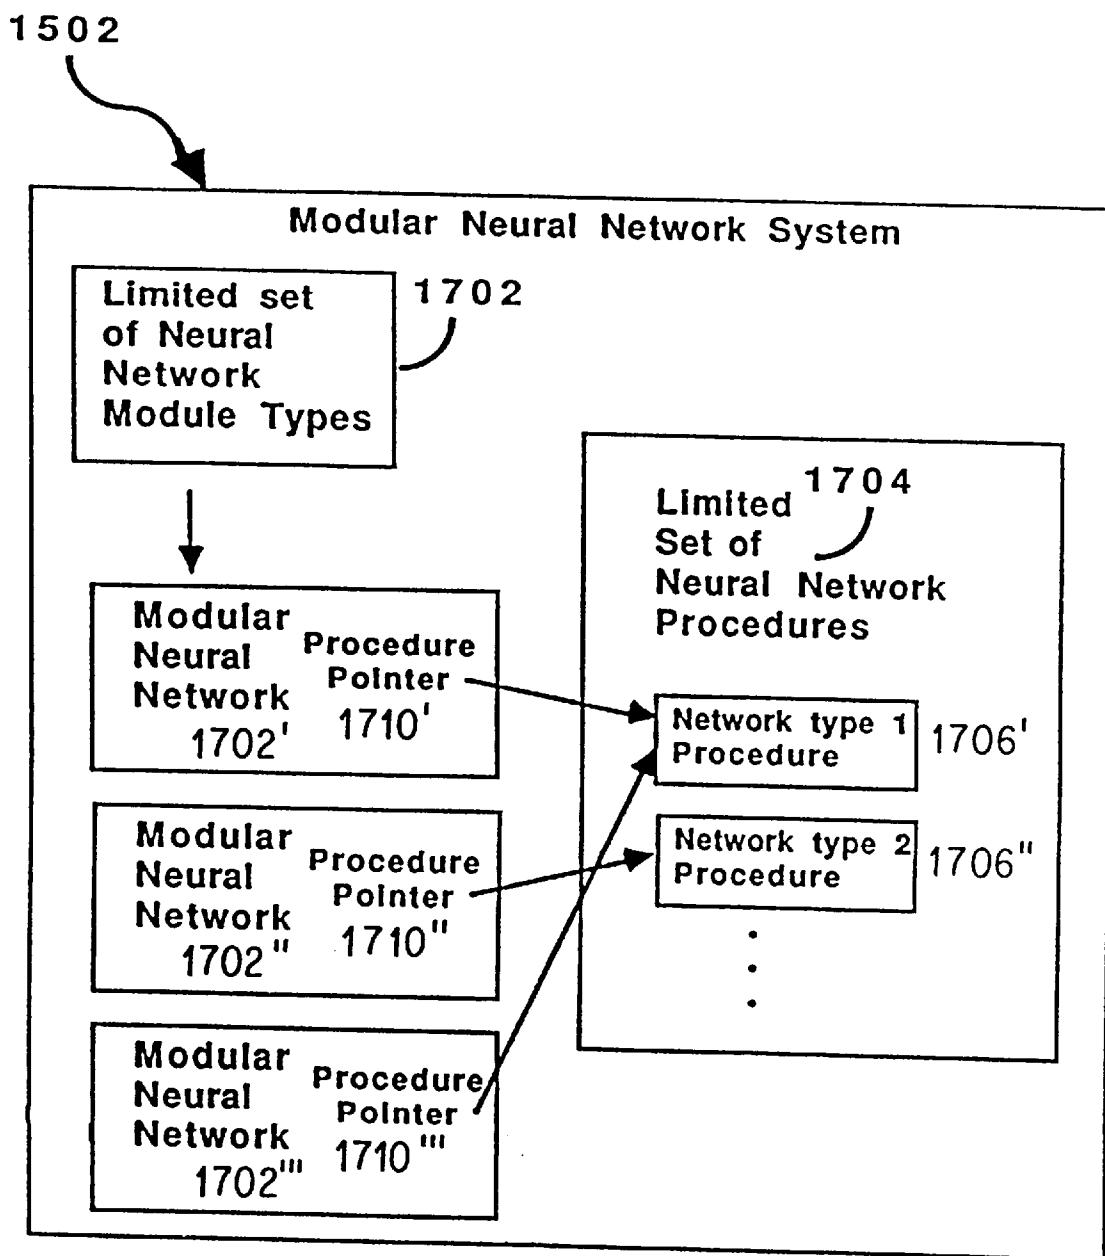 1502
Modular Neural Network System
Limited set
of Neural
Network
Module Types
1702
Modular
Neural
Network
1702'
Procedure
Pointer
1710'
Modular
Neural
Network
1702''
Procedure
Pointer
1710''
Modular
Neural
Network
1702'''
Procedure
Pointer
1710'''
1704
Limited
Set of
Neural Network
Procedures
Network type 1
Procedure
1706'
Network type 2
Procedure
1706''